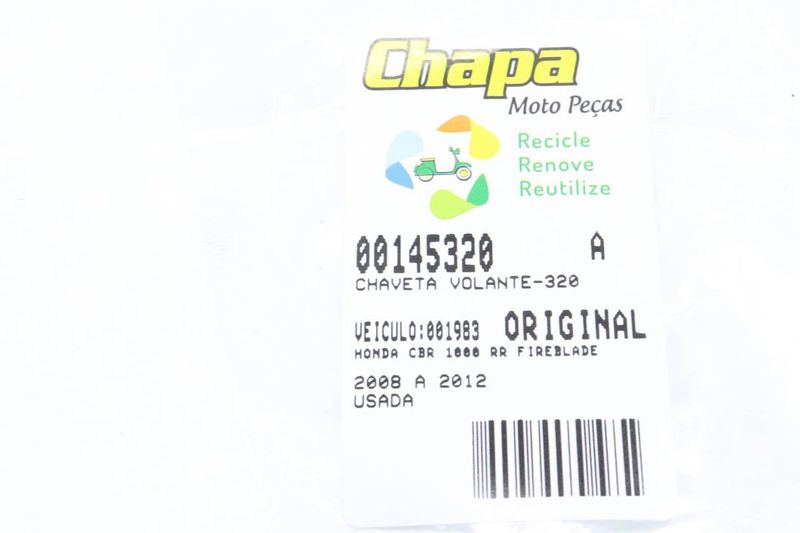 Chapa
Moto Peças
Recicle
Renove
Reutilize
00145320 A
CHAVETA VOLANTE-320
VEICULO:001983 ORIGINAL
HONDA CBR 1000 RR FIREBLADE
2008 A 2012
USADA